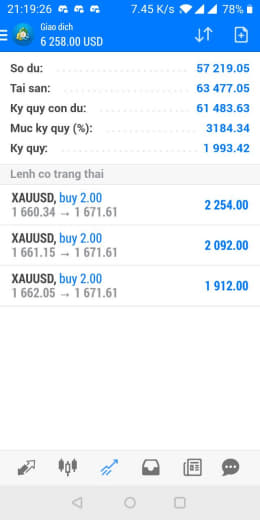 21:19:26 7.45 K/s 78%
Giao dich
6 258.00 USD
So du: 57 219.05
Tai san: 63 477.05
Ky quy con du: 61 483.63
Muc ky quy (%): 3184.34
Ky quy: 1 993.42
Lenh co trang thai
XAUUSD, buy 2.00
1 660.34 → 1 671.61 2 254.00
XAUUSD, buy 2.00
1 661.15 → 1 671.61 2 092.00
XAUUSD, buy 2.00
1 662.05 → 1 671.61 1 912.00